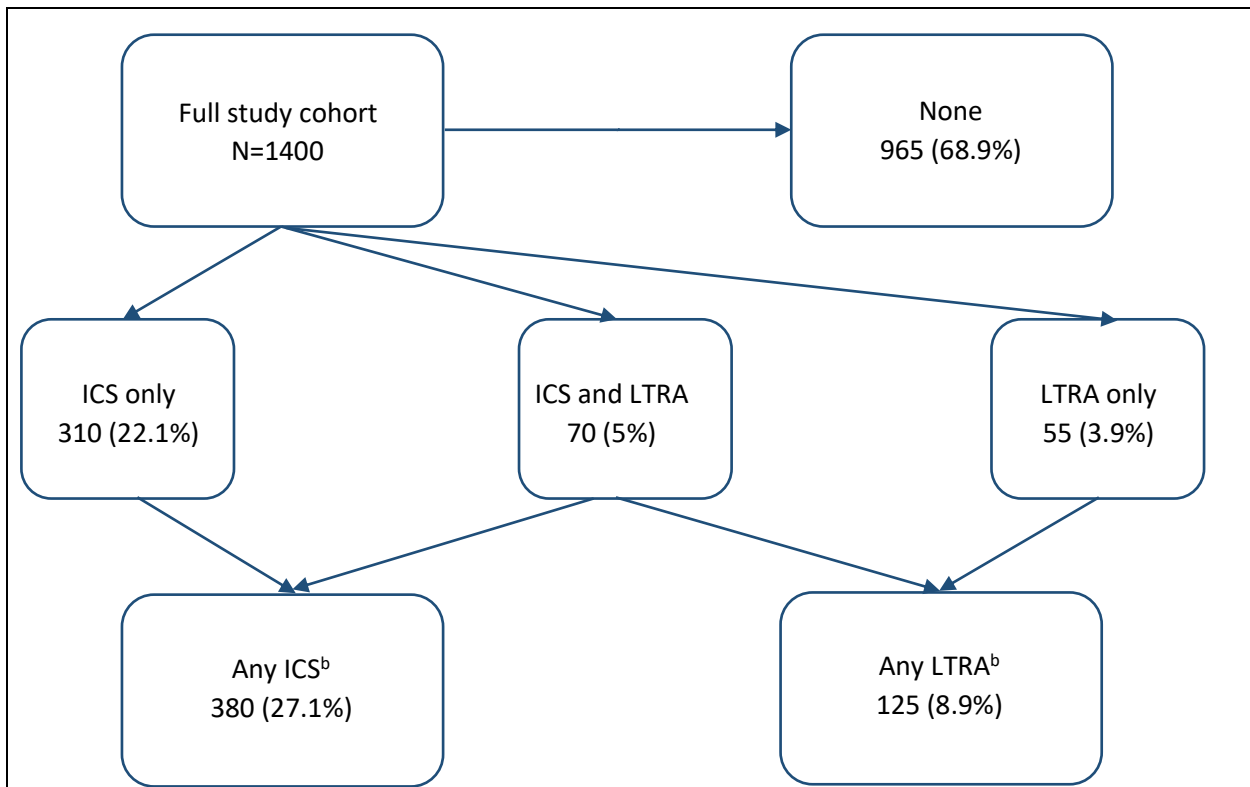 Full study cohort
N=1400
None
965 (68.9%)
ICS only
310 (22.1%)
ICS and LTRA
70 (5%)
LTRA only
55 (3.9%)
Any ICSᵇ
380 (27.1%)
Any LTRAᵇ
125 (8.9%)